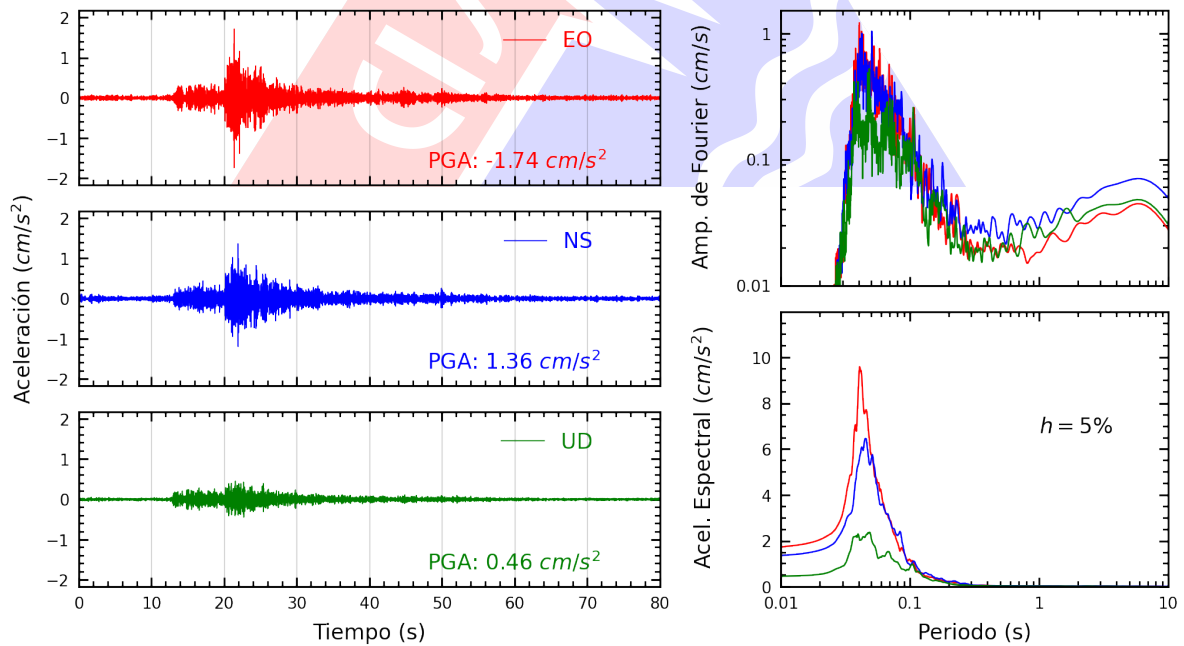 Aceleración (cm/s²)
2
1
0
-1
-2
EO
PGA: -1.74 cm/s²
2
1
0
-1
-2
NS
PGA: 1.36 cm/s²
2
1
0
-1
-2
UD
PGA: 0.46 cm/s²
0 10 20 30 40 50 60 70 80
Tiempo (s)
Amp. de Fourier (cm/s)
1
0.1
0.01
Acel. Espectral (cm/s²)
10
8
6
4
2
0
h = 5%
0.01 0.1 1 10
Periodo (s)